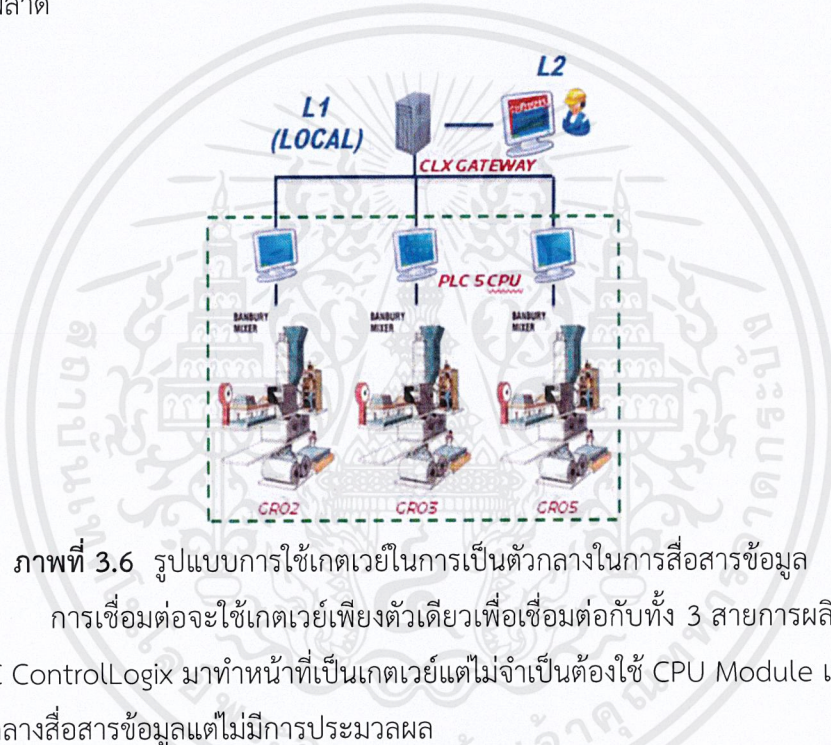 L2
L1
(LOCAL)
CLX GATEWAY
PLC 5 CPU
BANBURY MIXER
BANBURY MIXER
BANBURY MIXER
GR02
GR03
GR05
ภาพที่ 3.6 รูปแบบการใช้เกตเวย์ในการเป็นตัวกลางในการสื่อสารข้อมูล
การเชื่อมต่อจะใช้เกตเวย์เพียงตัวเดียวเพื่อเชื่อมต่อกับทั้ง 3 สายการผลิ
ControlLogix มาทำหน้าที่เป็นเกตเวย์แต่ไม่จำเป็นต้องใช้ CPU Module เ
ลางสื่อสารข้อมูลแต่ไม่มีการประมวลผล